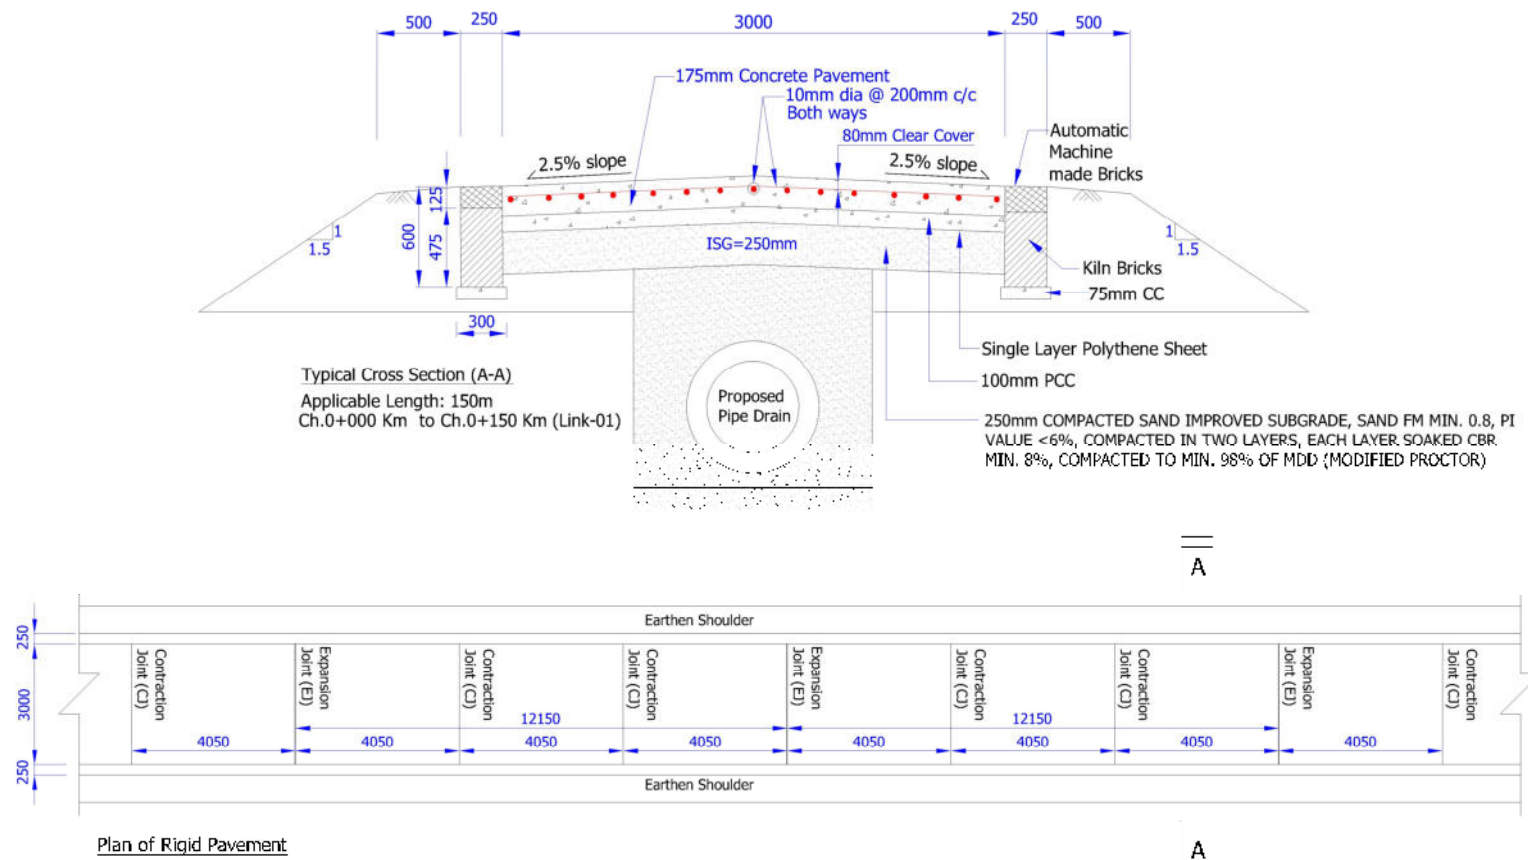 500
250
3000
250
500
175mm Concrete Pavement
10mm dia @ 200mm c/c
Both ways
80mm Clear Cover
Automatic
Machine
made Bricks
2.5% slope
2.5% slope
125
600
475
1
1.5
1
1.5
ISG=250mm
Kiln Bricks
75mm CC
300
Single Layer Polythene Sheet
100mm PCC
Typical Cross Section (A-A)
Applicable Length: 150m
Ch.0+000 Km to Ch.0+150 Km (Link-01)
Proposed
Pipe Drain
250mm COMPACTED SAND IMPROVED SUBGRADE, SAND FM MIN. 0.8, PI
VALUE <6%, COMPACTED IN TWO LAYERS, EACH LAYER SOAKED CBR
MIN. 8%, COMPACTED TO MIN. 98% OF MDD (MODIFIED PROCTOR)
A
Earthen Shoulder
250
3000
250
Contraction
Joint (CJ)
Expansion
Joint (EJ)
Contraction
Joint (CJ)
Contraction
Joint (CJ)
Expansion
Joint (EJ)
Contraction
Joint (CJ)
Contraction
Joint (CJ)
Expansion
Joint (EJ)
Contraction
Joint (CJ)
12150
12150
4050
4050
4050
4050
4050
4050
4050
4050
Earthen Shoulder
Plan of Rigid Pavement
A